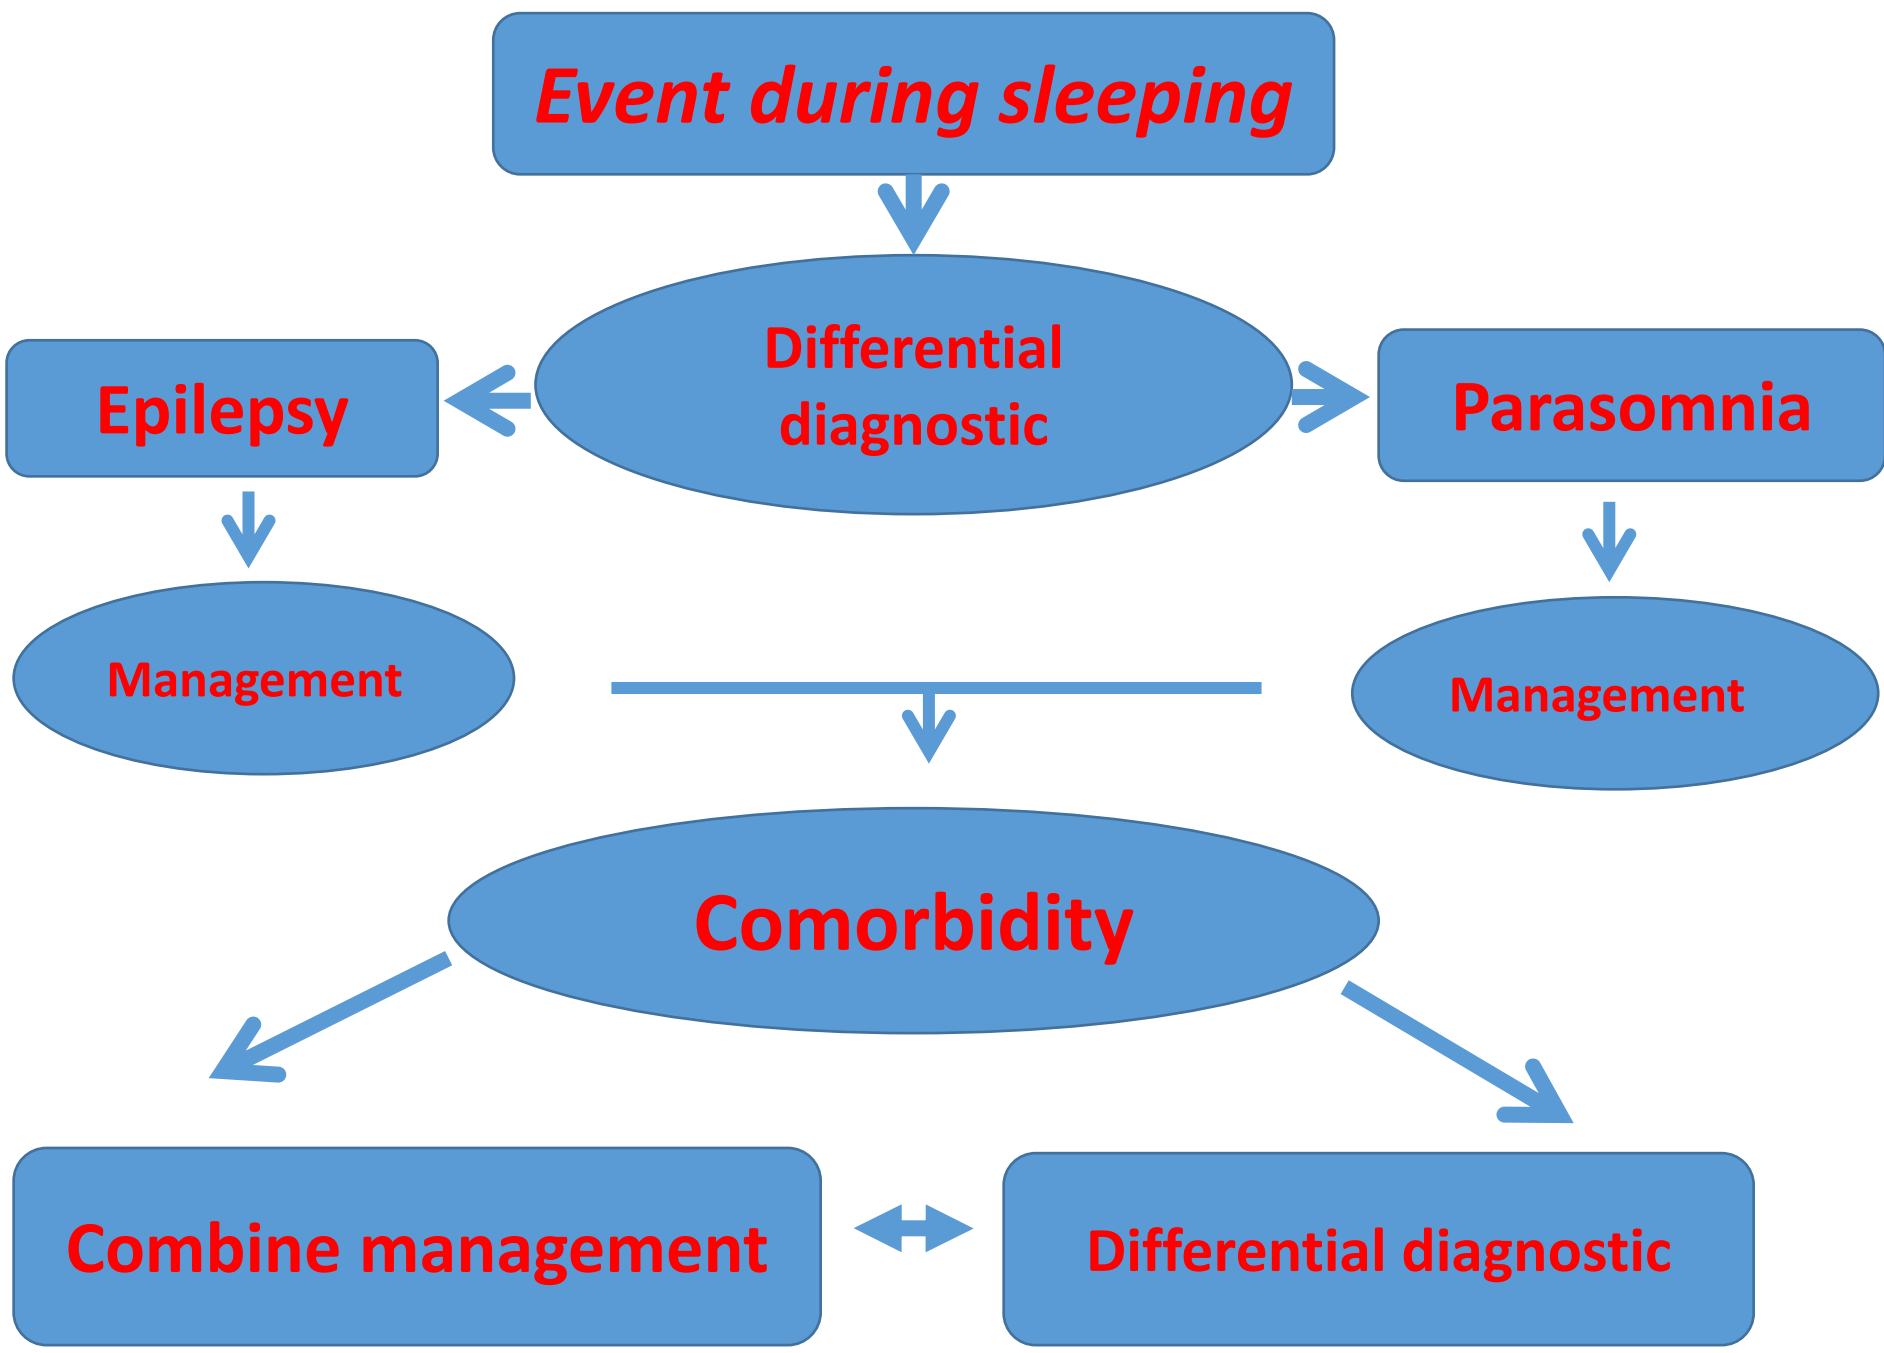 Event during sleeping
Differential
diagnostic
Epilepsy
Parasomnia
Management
Management
Comorbidity
Combine management
Differential diagnostic